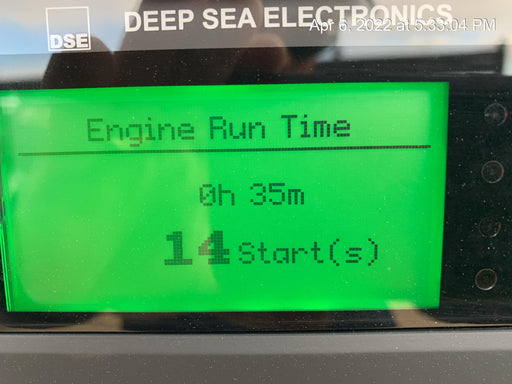 DSE
DEEP SEA ELECTRONICS
Apr 6, 2022 at 5:33:04 PM
Engine Run Time
0h 35m
14 Start(s)